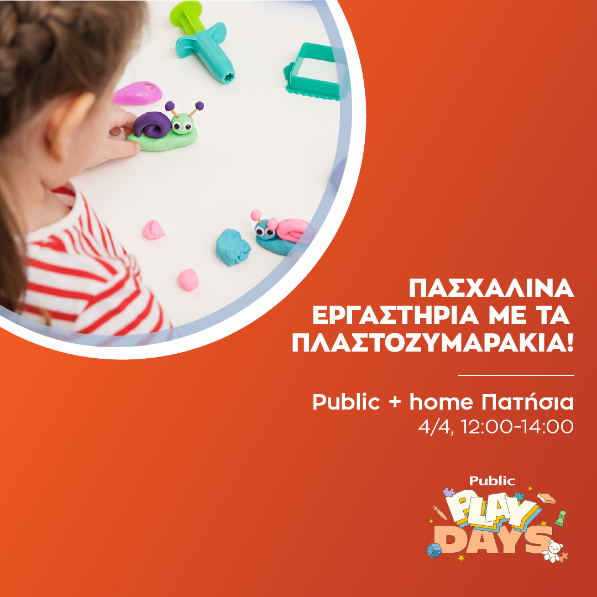 ΠΑΣΧΑΛΙΝΑ
ΕΡΓΑΣΤΗΡΙΑ ΜΕ ΤΑ
ΠΛΑΣΤΟΖΥΜΑΡΑΚΙΑ!
Public + home Πατήσια
4/4, 12:00-14:00
Public
PLAY
DAYS